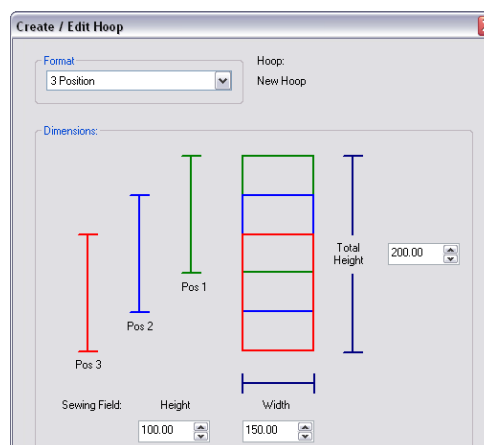 Create / Edit Hoop
Format
3 Position
Hoop:
New Hoop
Dimensions:
Total
Height
200.00
Pos 1
Pos 2
Pos 3
Sewing Field:
Height
Width
100.00
150.00